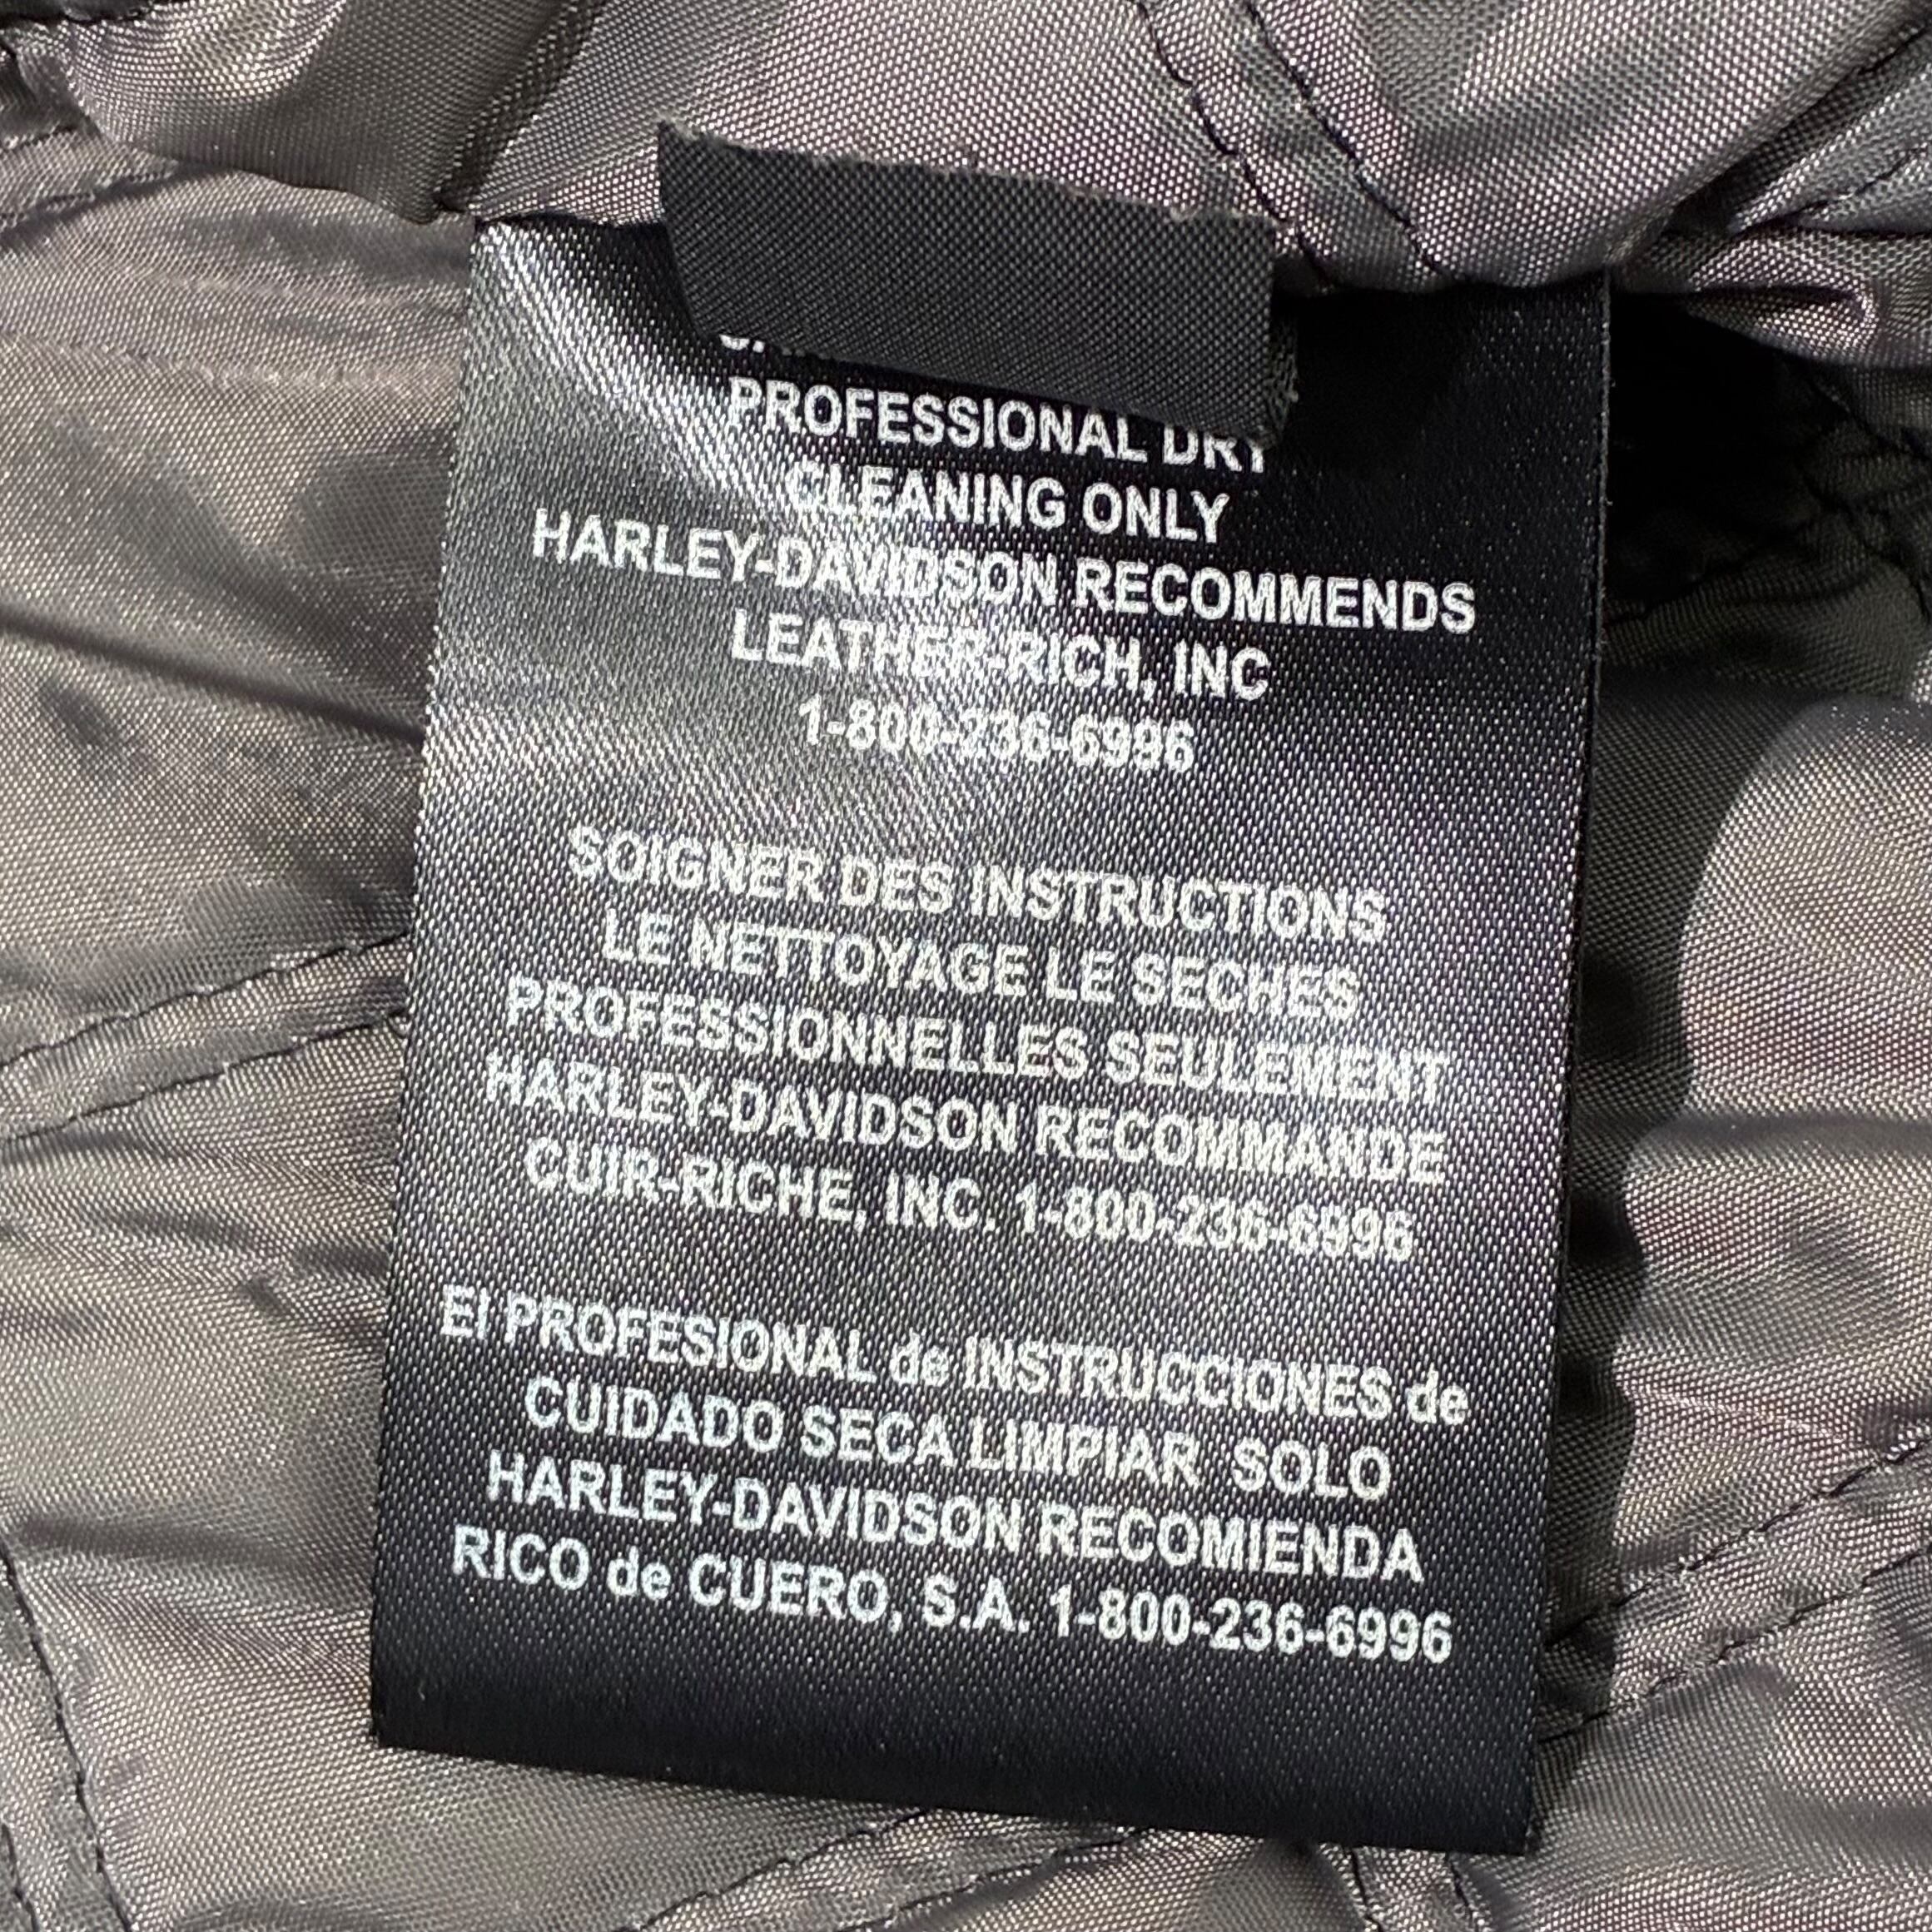 PROFESSIONAL DRY
CLEANING ONLY
HARLEY-DAVIDSON RECOMMENDS
LEATHER-RICH, INC
1-800-236-6996
SOIGNER DES INSTRUCTIONS
LE NETTOYAGE LE SECHES
PROFESSIONNELLES SEULEMENT
HARLEY-DAVIDSON RECOMMANDE
CUIR-RICHE, INC. 1-800-236-6996
El PROFESIONAL de INSTRUCCIONES de
CUIDADO SECA LIMPIAR SOLO
HARLEY-DAVIDSON RECOMIENDA
RICO de CUERO, S.A. 1-800-236-6996